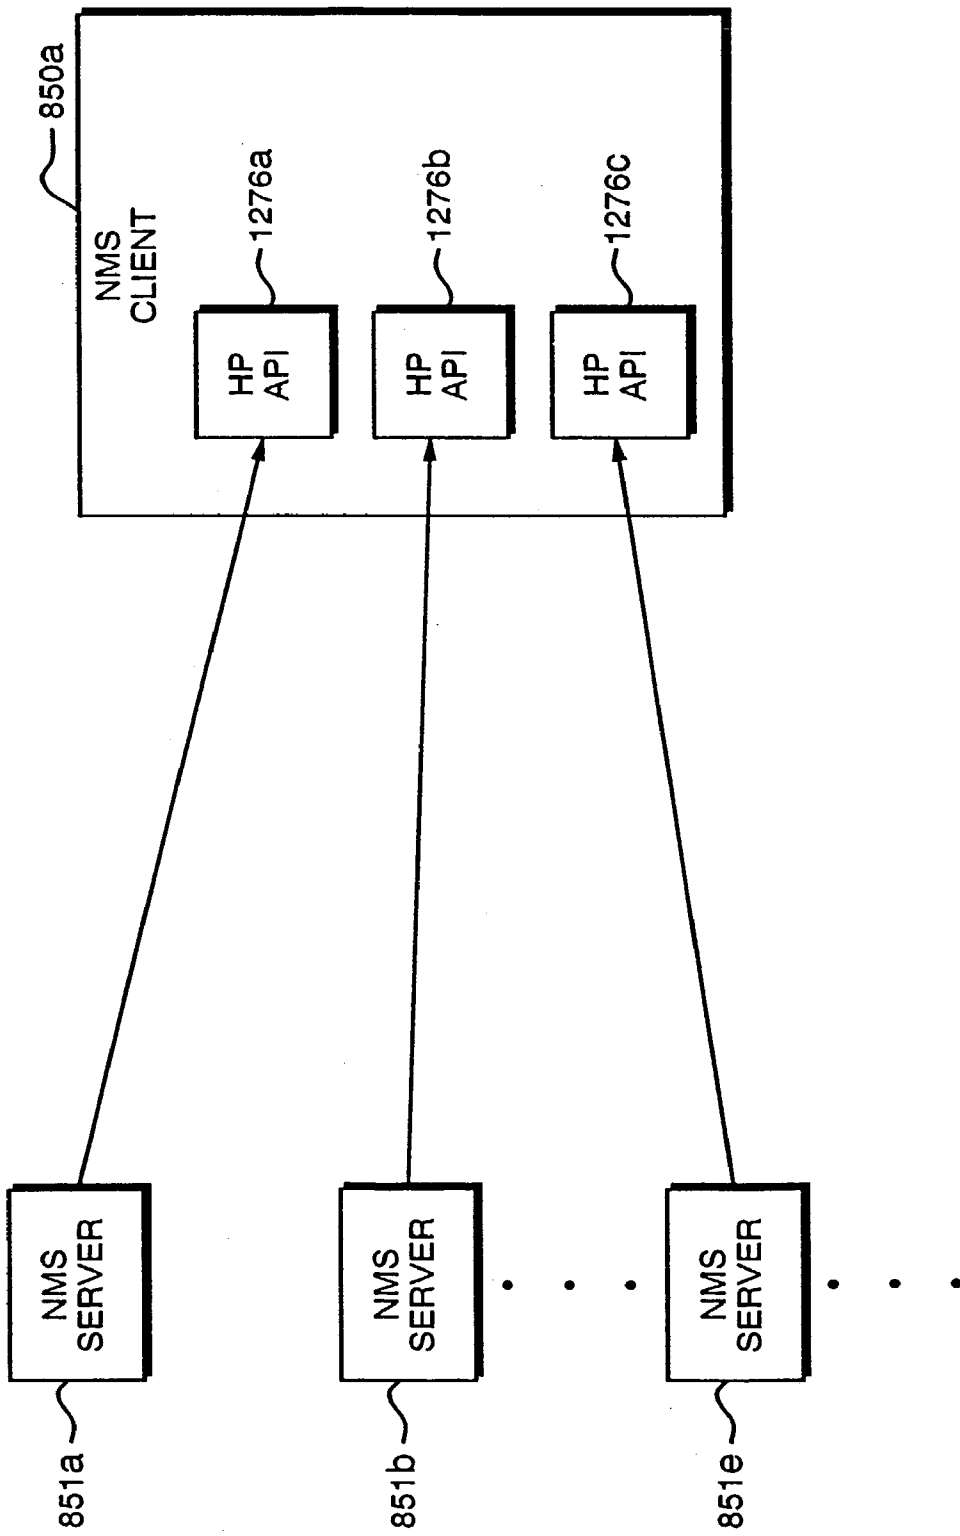 850a
NMS
CLIENT
HP
API
1276a
HP
API
1276b
HP
API
1276c
NMS
SERVER
851a
NMS
SERVER
851b
NMS
SERVER
851e